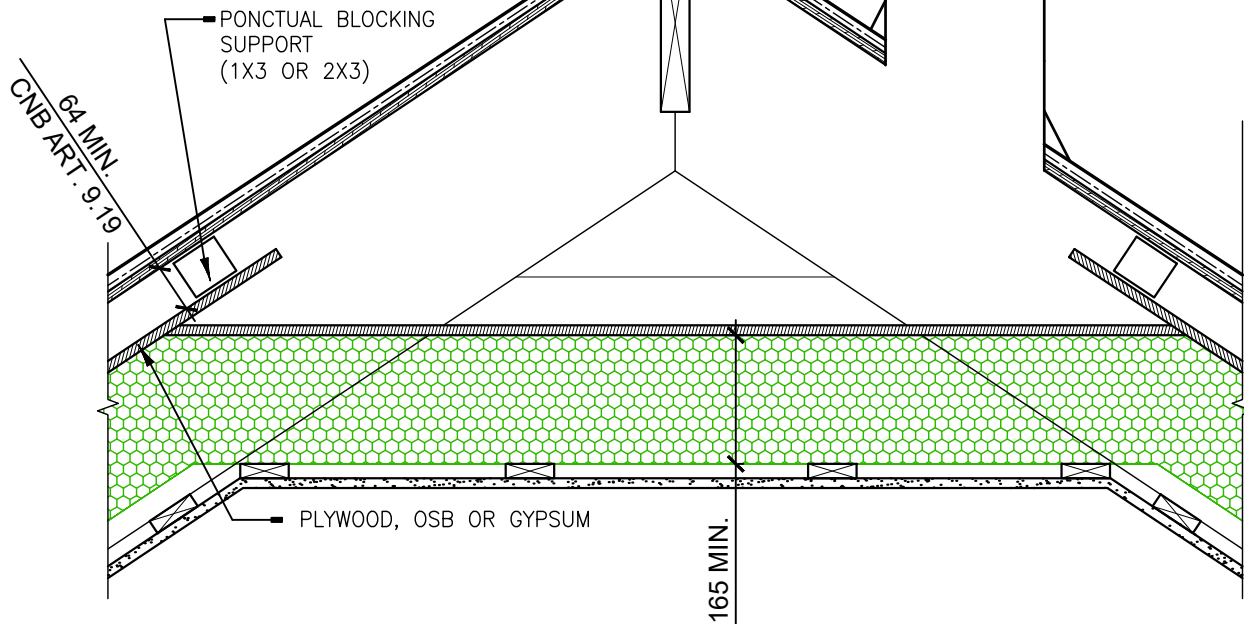 PONCTUAL BLOCKING
SUPPORT
(1X3 OR 2X3)
64 MIN.
CNB ART. 9.19
PLYWOOD, OSB OR GYPSUM
165 MIN.